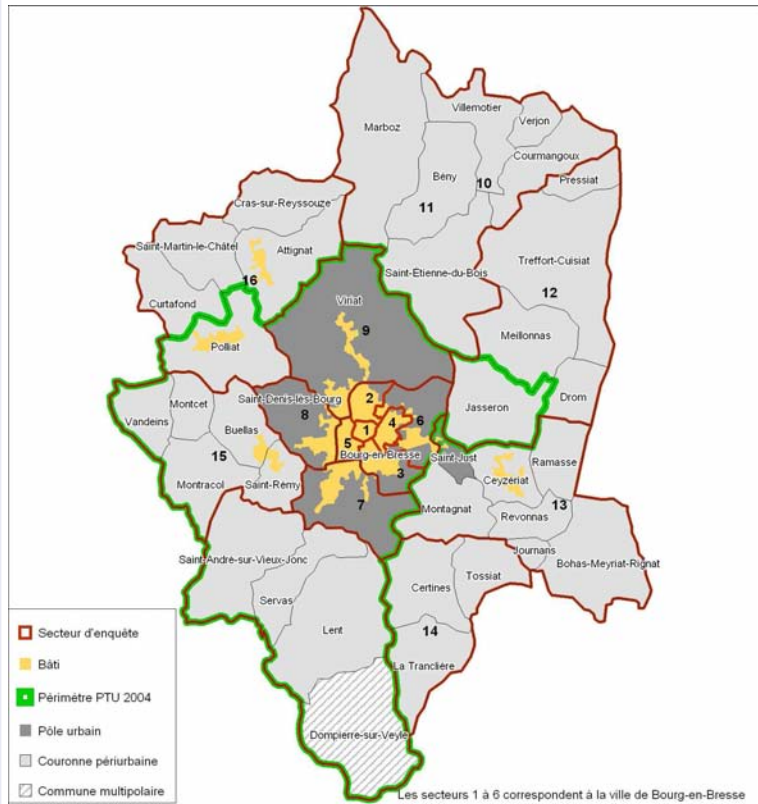 Villemotier
Marboz
Verjon
Courmangoux
Bény
10
Pressiat
11
Cras-sur-Reyssouze
Saint-Martin-le-Châtel
Attignat
Treffort-Cuisiat
Saint-Étienne-du-Bois
16
12
Curtafond
Viriat
9
Meillonnas
Polliat
Saint-Denis-lès-Bourg
2
Jasseron
Drom
Montcet
8
4
6
Vandeins
1
Buellas
5
Bourg-en-Bresse
15
Saint-Just
Ramasse
3
Ceyzériat
Montracol
Saint-Rémy
7
Montagnat
Revonnas
13
Journans
Saint-André-sur-Vieux-Jonc
Bohas-Meyriat-Rignat
Tossiat
Certines
Servas
Lent
14
La Tranclière
Dompierre-sur-Veyle
Secteur d'enquête
Bâti
Périmètre PTU 2004
Pôle urbain
Couronne périurbaine
Commune multipolaire
Les secteurs 1 à 6 correspondent à la ville de Bourg-en-Bresse